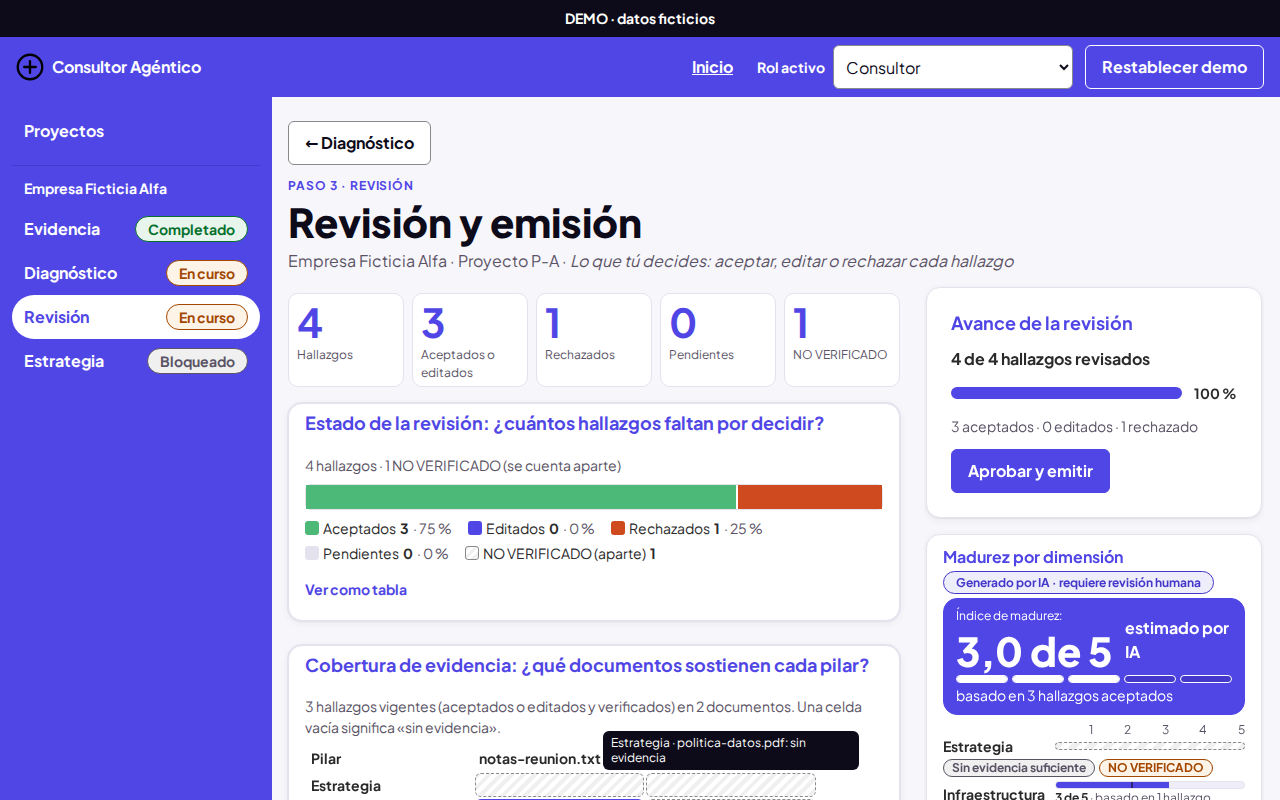 DEMO · datos ficticios
Consultor Agéntico
Inicio
Rol activo
Consultor
Restablecer demo
Proyectos
Empresa Ficticia Alfa
Evidencia
Completado
Diagnóstico
En curso
Revisión
En curso
Estrategia
Bloqueado
← Diagnóstico
PASO 3 · REVISIÓN
Revisión y emisión
Empresa Ficticia Alfa · Proyecto P-A · Lo que tú decides: aceptar, editar o rechazar cada hallazgo
4
Hallazgos
3
Aceptados o
editados
1
Rechazados
0
Pendientes
1
NO VERIFICADO
Estado de la revisión: ¿cuántos hallazgos faltan por decidir?
4 hallazgos · 1 NO VERIFICADO (se cuenta aparte)
Aceptados 3 · 75 %
Editados 0 · 0 %
Rechazados 1 · 25 %
Pendientes 0 · 0 %
NO VERIFICADO (aparte) 1
Ver como tabla
Cobertura de evidencia: ¿qué documentos sostienen cada pilar?
3 hallazgos vigentes (aceptados o editados y verificados) en 2 documentos. Una celda
vacía significa «sin evidencia».
Pilar
notas-reunion.txt
Estrategia · politica-datos.pdf: sin
evidencia
Estrategia
Avance de la revisión
4 de 4 hallazgos revisados
100 %
3 aceptados · 0 editados · 1 rechazado
Aprobar y emitir
Madurez por dimensión
Generado por IA · requiere revisión humana
Índice de madurez:
3,0 de 5
estimado por
IA
basado en 3 hallazgos aceptados
1 2 3 4 5
Estrategia
Sin evidencia suficiente
NO VERIFICADO
Infraestructura
3 de 5 · basado en 1 hallazgo